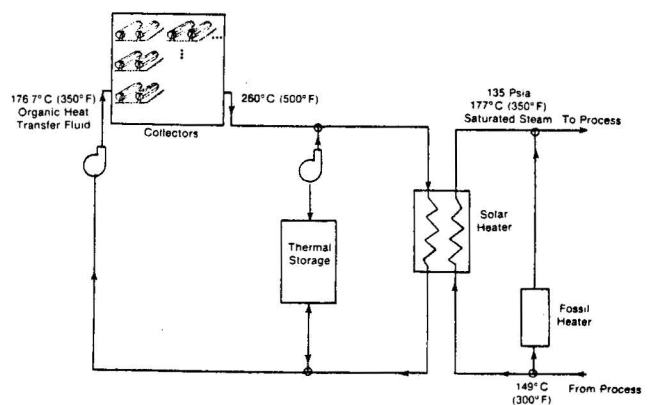 176 7°C (350°F)
Organic Heat
Transfer Fluid
Collectors
260°C (500°F)
135 Psia
177°C (350°F)
Saturated Steam To Process
Thermal
Storage
Solar
Heater
Fossil
Heater
149°C
(300°F)
From Process